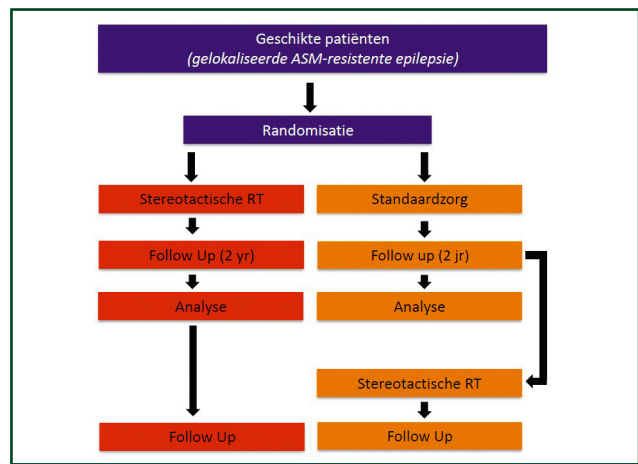 Geschikte patiënten
(gelokaliseerde ASM-resistente epilepsie)
Randomisatie
Stereotactische RT
Standaardzorg
Follow Up (2 yr)
Follow up (2 jr)
Analyse
Analyse
Stereotactische RT
Follow Up
Follow Up